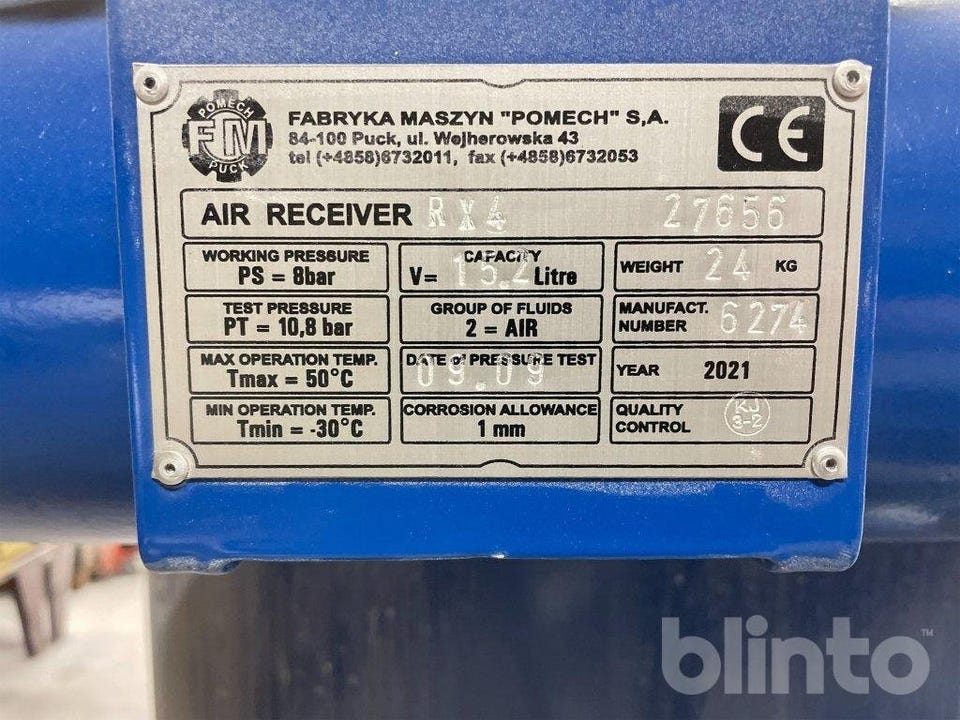 POMECH
FM
PUCK
FABRYKA MASZYN "POMECH" S,A.
84-100 Puck, ul. Wejherowska 43
tel (+4858)6732011, fax (+4858)6732053
CE
AIR RECEIVER RX4 27656
WORKING PRESSURE
PS = 8bar
CAPACITY
V= 15.2 Litre
WEIGHT 24 KG
TEST PRESSURE
PT = 10,8 bar
GROUP OF FLUIDS
2 = AIR
MANUFACT.
NUMBER 6274
MAX OPERATION TEMP.
Tmax = 50°C
DATE of PRESSURE TEST
09.09
YEAR 2021
MIN OPERATION TEMP.
Tmin = -30°C
CORROSION ALLOWANCE
1 mm
QUALITY
CONTROL
KJ
3-2
blinto™